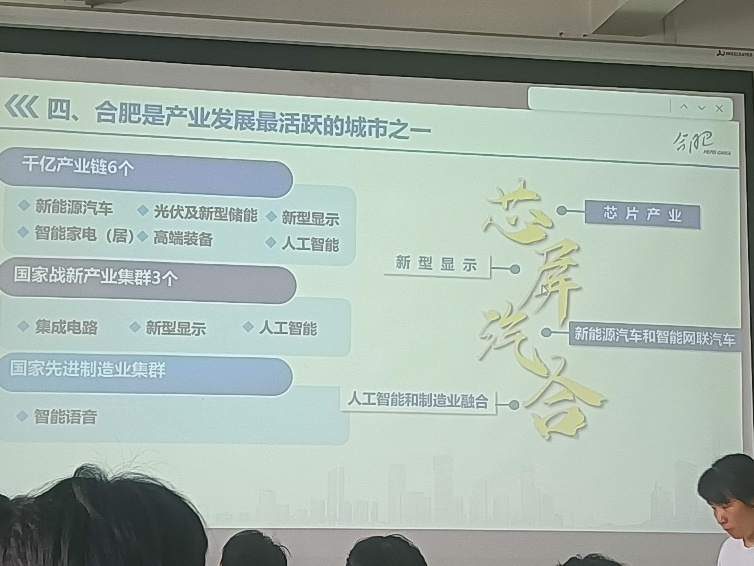 四、合肥是产业发展最活跃的城市之一
合肥
HEFEI·CHINA
千亿产业链6个
新能源汽车 光伏及新型储能 新型显示
智能家电（居） 高端装备 人工智能
国家战新产业集群3个
集成电路 新型显示 人工智能
国家先进制造业集群
智能语音
芯屏汽合
芯片产业
新型显示
新能源汽车和智能网联汽车
人工智能和制造业融合